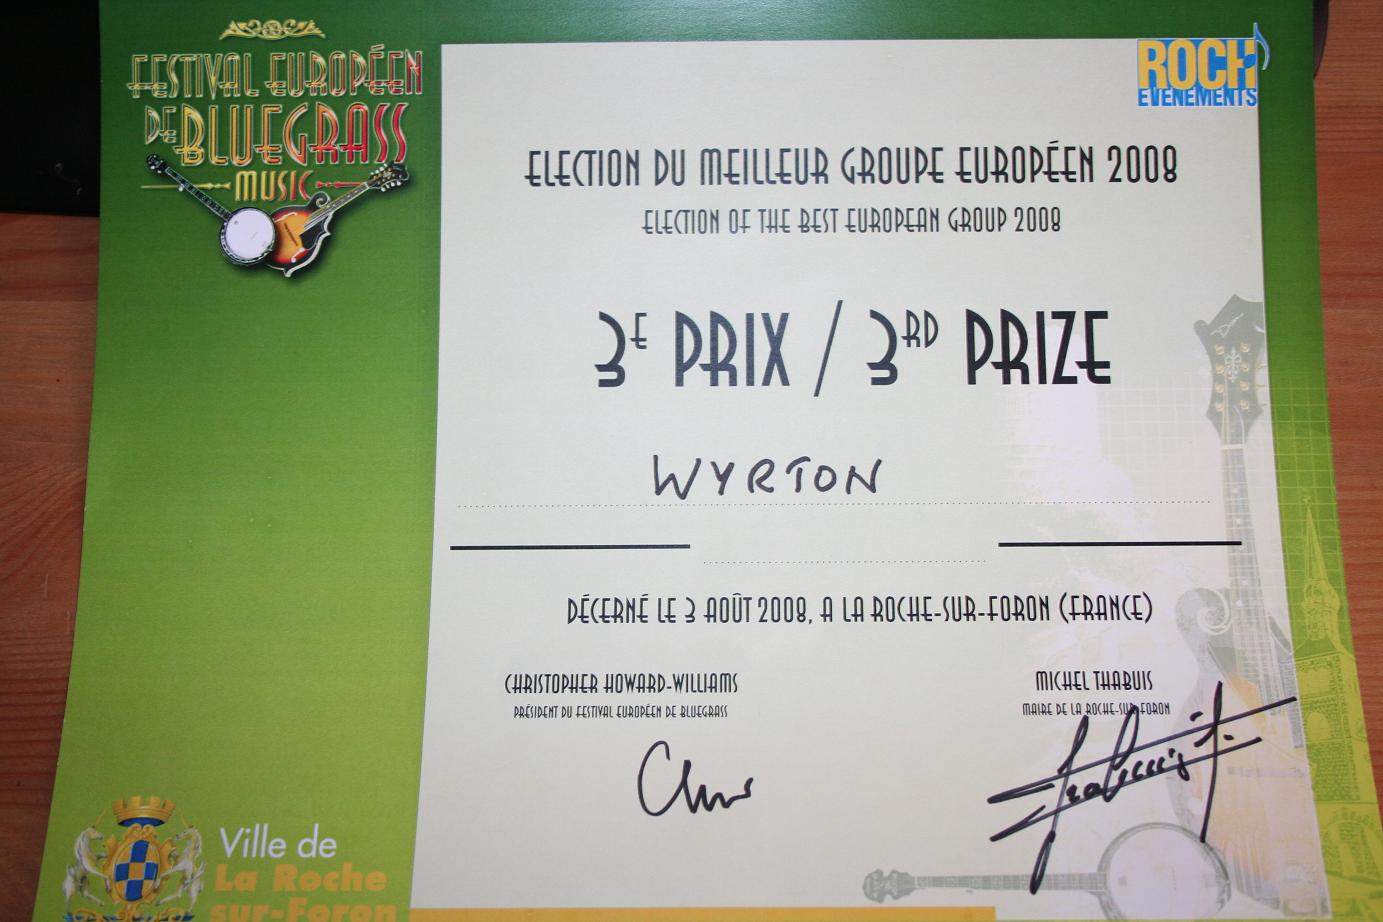 FESTIVAL EUROPÉEN
DE BLUEGRASS
MUSIC
ROCH
EVENEMENTS
ELECTION DU MEILLEUR GROUPE EUROPÉEN 2008
ELECTION OF THE BEST EUROPEAN GROUP 2008
3E PRIX / 3RD PRIZE
WYRTON
DÉCERNÉ LE 3 AOÛT 2008, A LA ROCHE-SUR-FORON (FRANCE)
CHRISTOPHER HOWARD-WILLIAMS
PRÉSIDENT DU FESTIVAL EUROPÉEN DE BLUEGRASS
MICHEL THABUIS
MAIRE DE LA ROCHE-SUR-FORON
Chris
Ville de
La Roche
sur-Foron